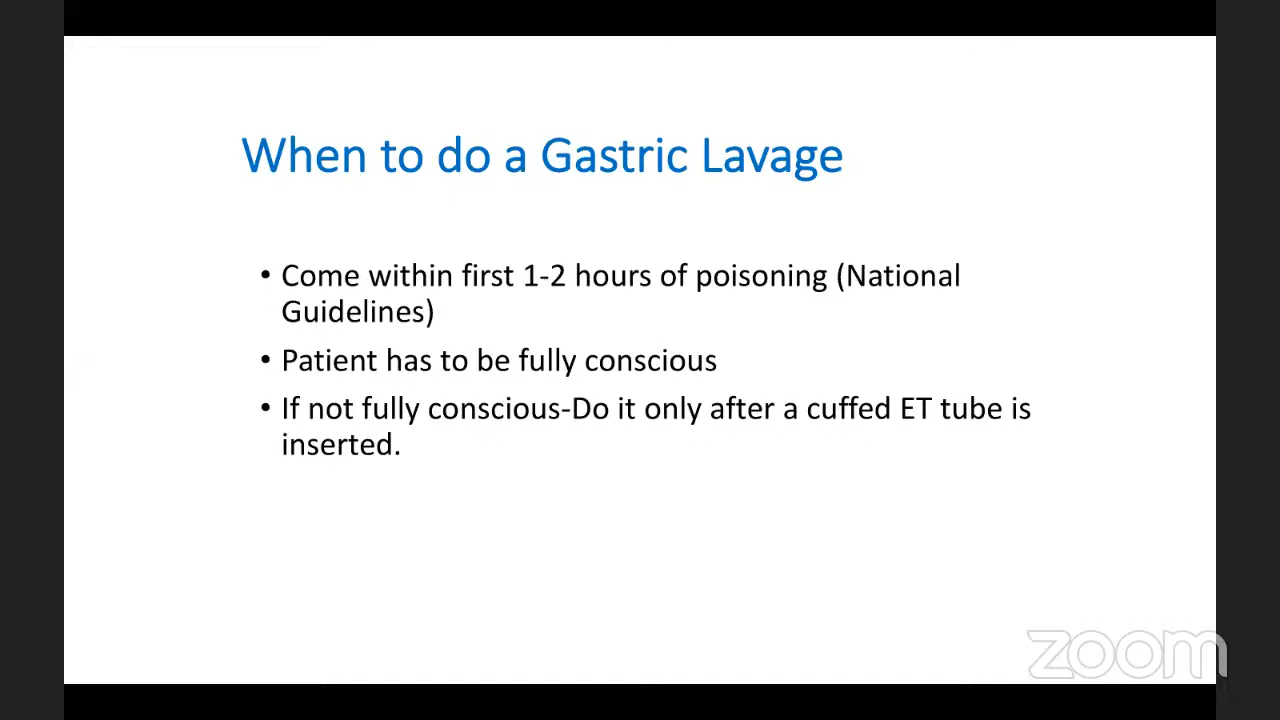 When to do a Gastric Lavage
• Come within first 1-2 hours of poisoning (National
Guidelines)
• Patient has to be fully conscious
• If not fully conscious-Do it only after a cuffed ET tube is
inserted.
zoom